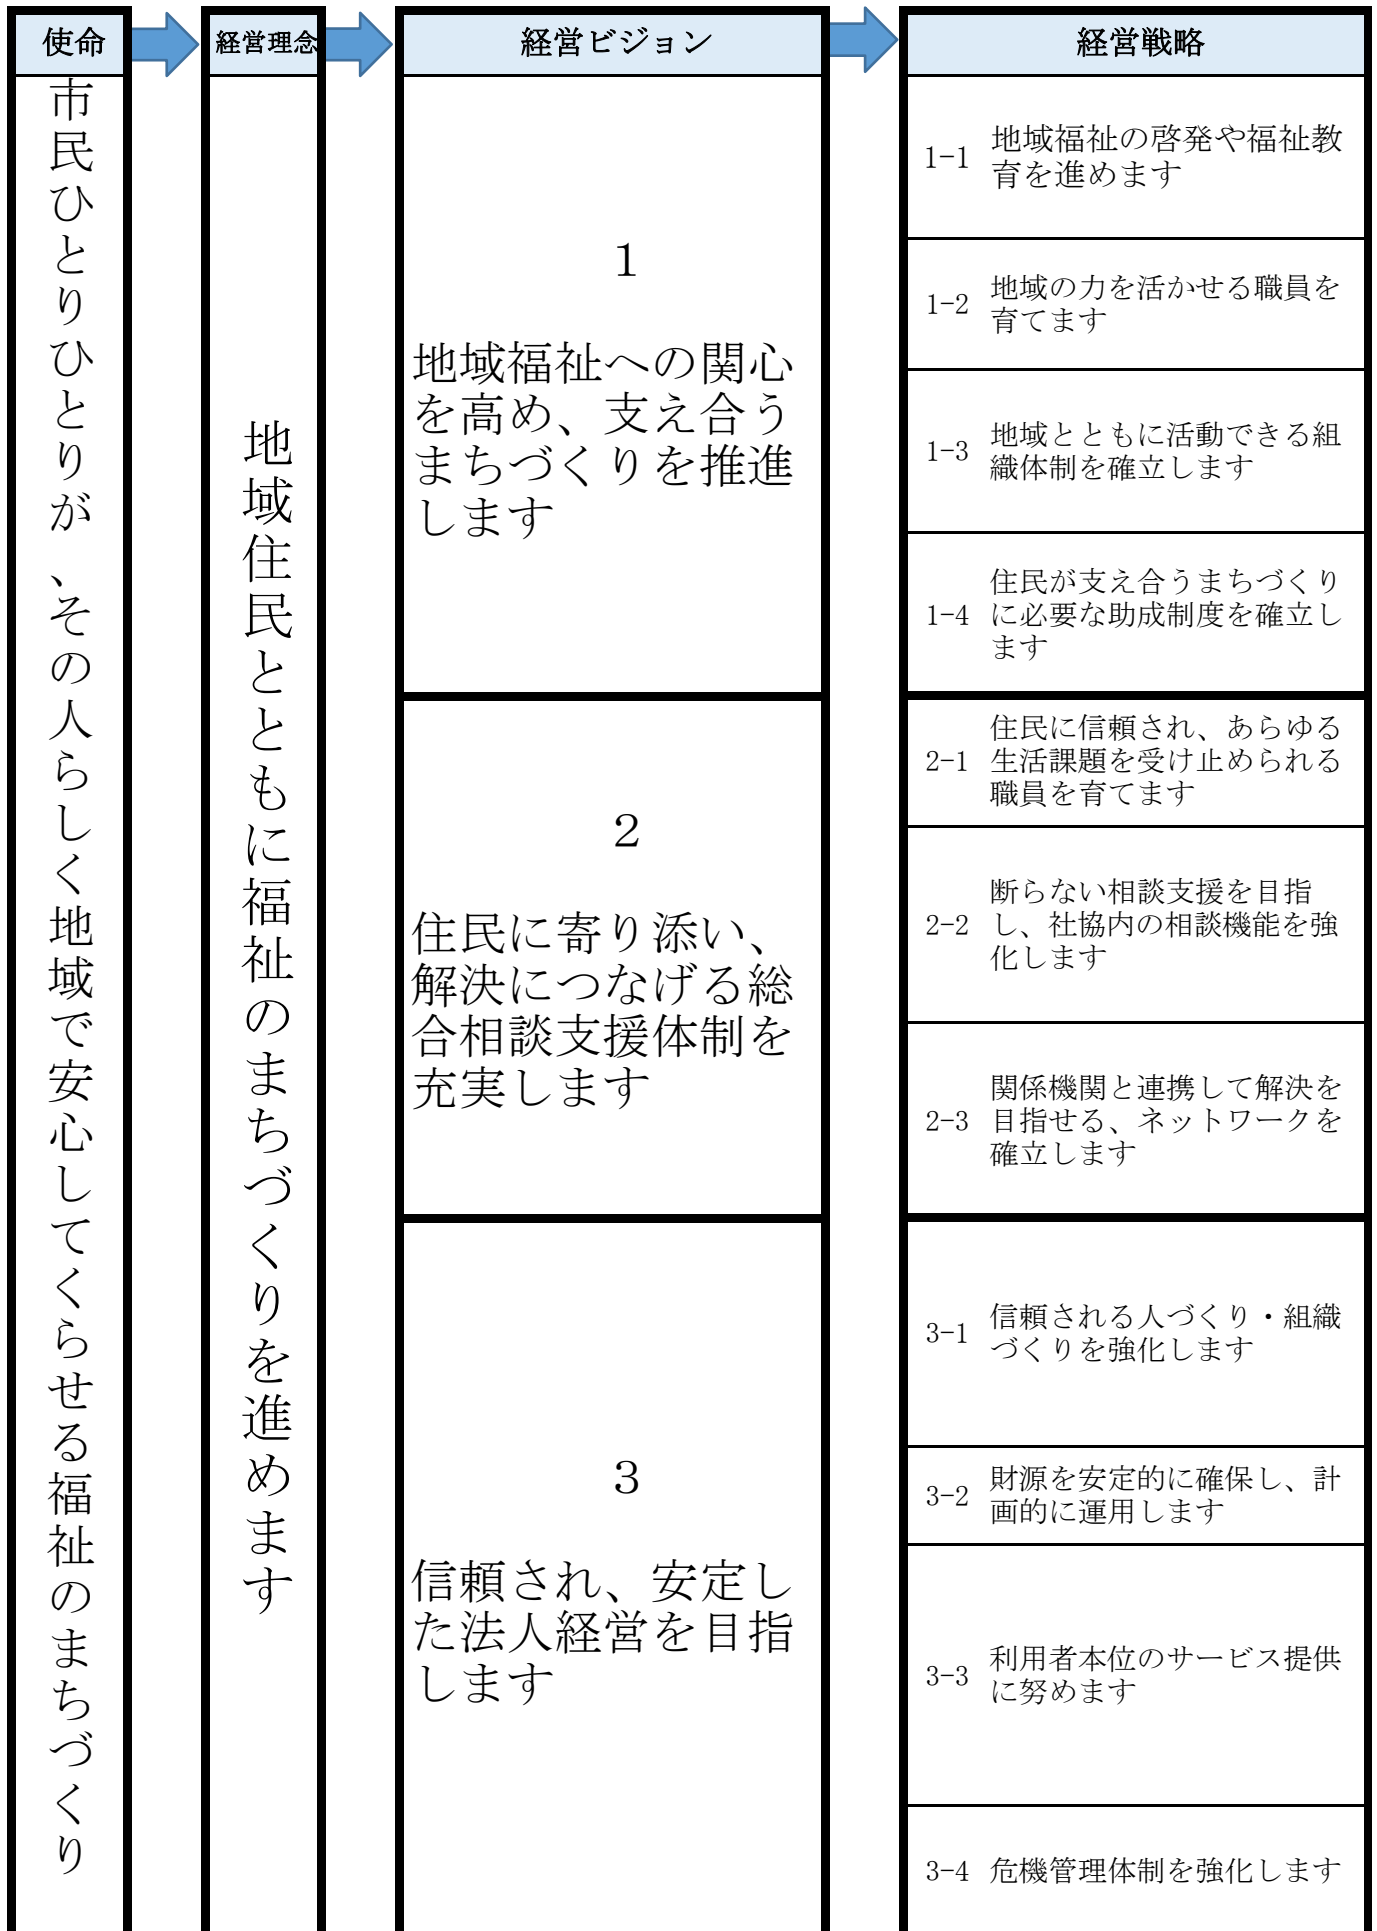 使命
経営理念
経営ビジョン
経営戦略
市民ひとりひとりが、その人らしく地域で安心してくらせる福祉のまちづくり
地域住民とともに福祉のまちづくりを進めます
1
地域福祉への関心
を高め、支え合う
まちづくりを推進
します
1-1
地域福祉の啓発や福祉教
育を進めます
1-2
地域の力を活かせる職員を
育てます
1-3
地域とともに活動できる組
織体制を確立します
1-4
住民が支え合うまちづくり
に必要な助成制度を確立し
ます
2
住民に寄り添い、
解決につなげる総
合相談支援体制を
充実します
2-1
住民に信頼され、あらゆる
生活課題を受け止められる
職員を育てます
2-2
断らない相談支援を目指
し、社協内の相談機能を強
化します
2-3
関係機関と連携して解決を
目指せる、ネットワークを
確立します
3
信頼され、安定し
た法人経営を目指
します
3-1
信頼される人づくり・組織
づくりを強化します
3-2
財源を安定的に確保し、計
画的に運用します
3-3
利用者本位のサービス提供
に努めます
3-4
危機管理体制を強化します